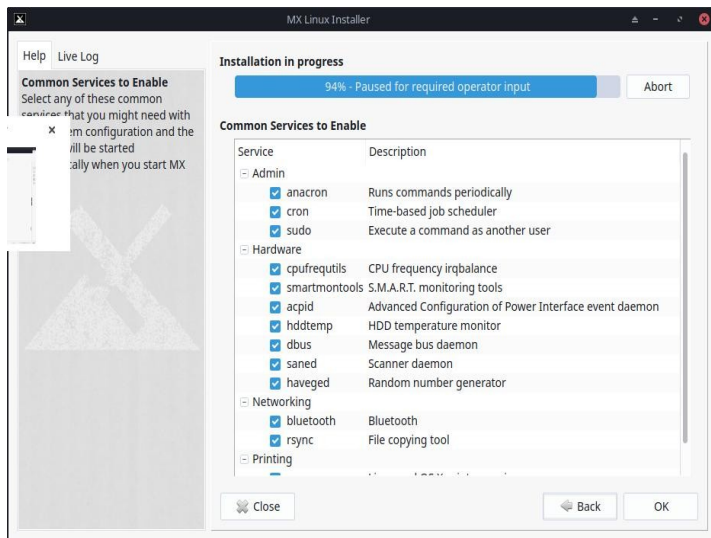 MX Linux Installer
Help Live Log
Common Services to Enable
Select any of these common
services that you might need with
em configuration and the
will be started
cally when you start MX
Installation in progress
94% - Paused for required operator input
Abort
Common Services to Enable
Service Description
Admin
anacron Runs commands periodically
cron Time-based job scheduler
sudo Execute a command as another user
Hardware
cpufrequtils CPU frequency irqbalance
smartmontools S.M.A.R.T. monitoring tools
acpid Advanced Configuration of Power Interface event daemon
hddtemp HDD temperature monitor
dbus Message bus daemon
saned Scanner daemon
haveged Random number generator
Networking
bluetooth Bluetooth
rsync File copying tool
Printing
Close Back OK